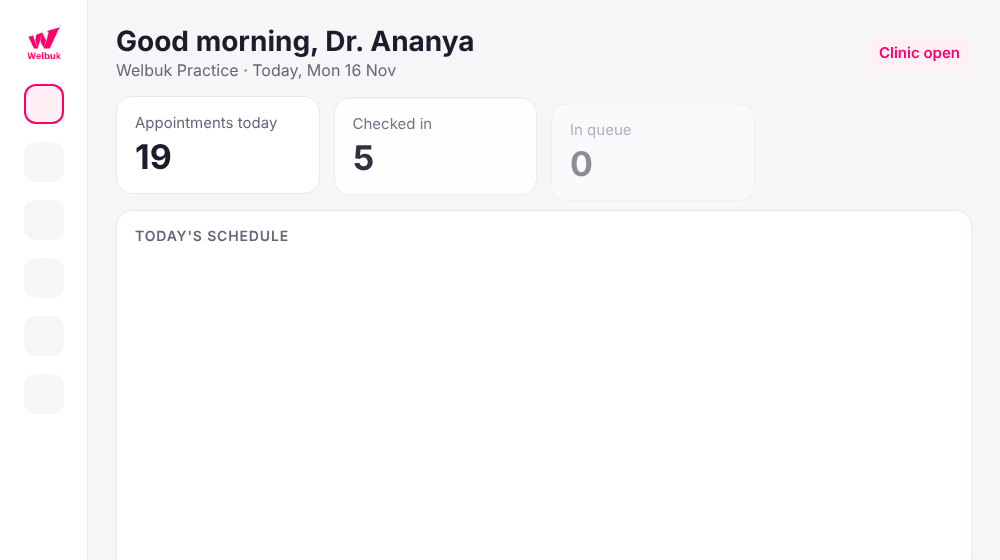 Welbuk
Good morning, Dr. Ananya
Welbuk Practice · Today, Mon 16 Nov
Clinic open
Appointments today
19
Checked in
5
In queue
0
TODAY'S SCHEDULE